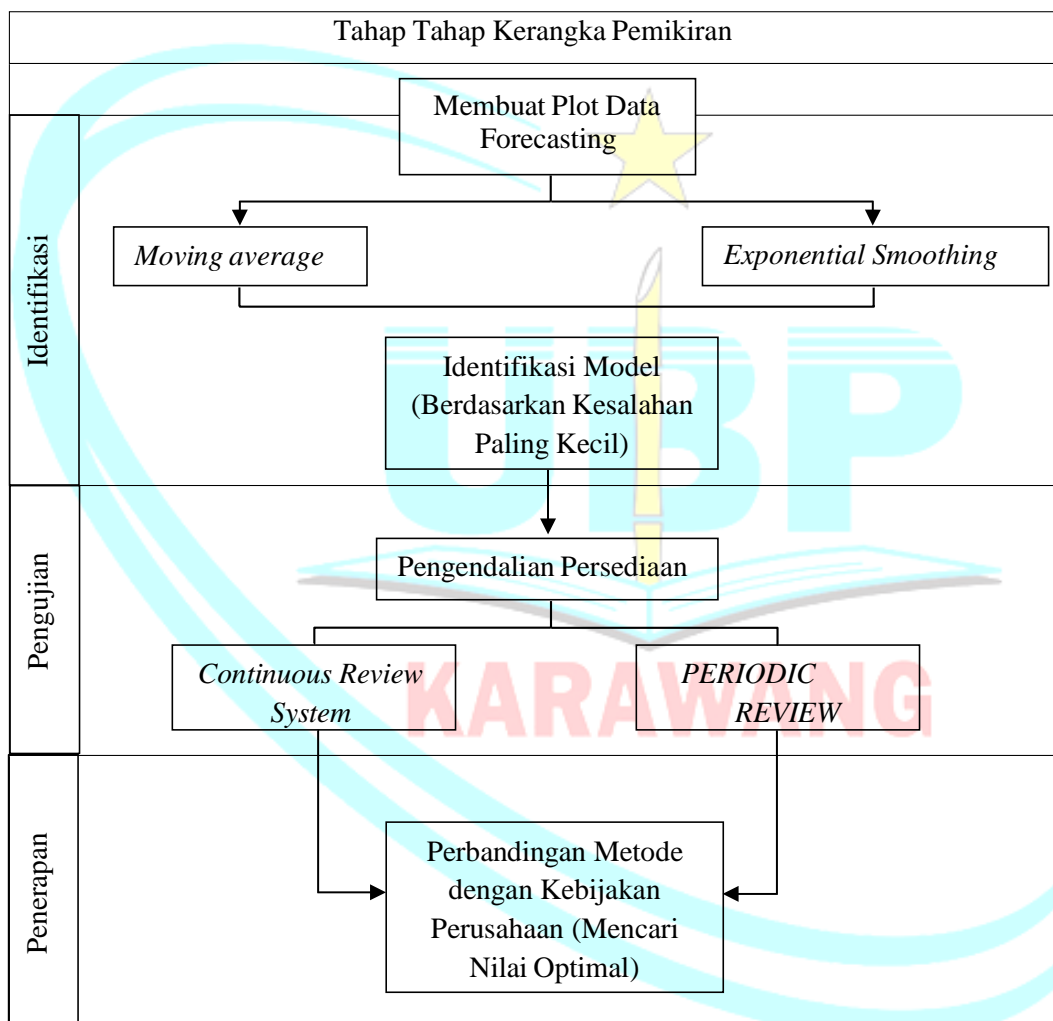 Tahap Tahap Kerangka Pemikiran
Membuat Plot Data
Forecasting
Identifikasi
Moving average
Exponential Smoothing
Identifikasi Model
(Berdasarkan Kesalahan
Paling Kecil)
Pengujian
Pengendalian Persediaan
Continuous Review
System
PERIODIC
REVIEW
UBP
KARAWANG
Penerapan
Perbandingan Metode
dengan Kebijakan
Perusahaan (Mencari
Nilai Optimal)